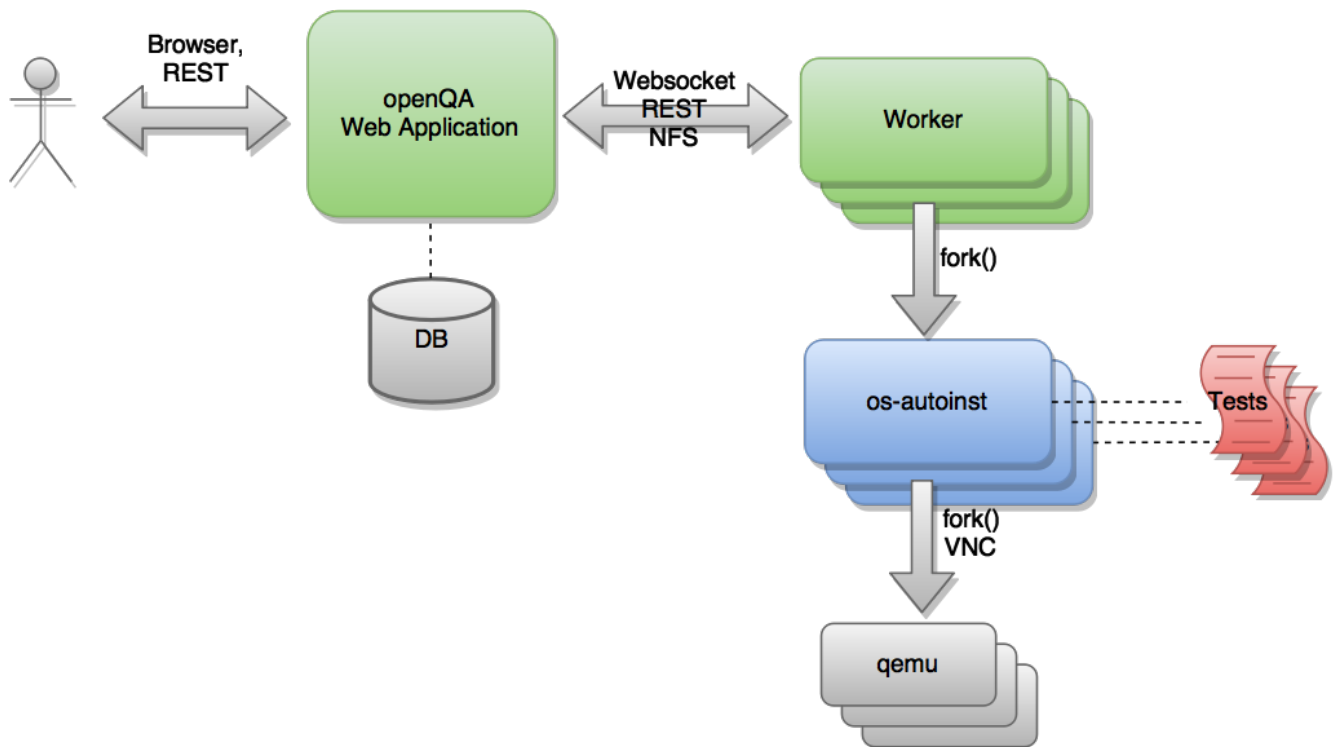 Browser,
REST
openQA
Web Application
Websocket
REST
NFS
Worker
fork()
DB
os-autoinst
Tests
fork()
VNC
qemu